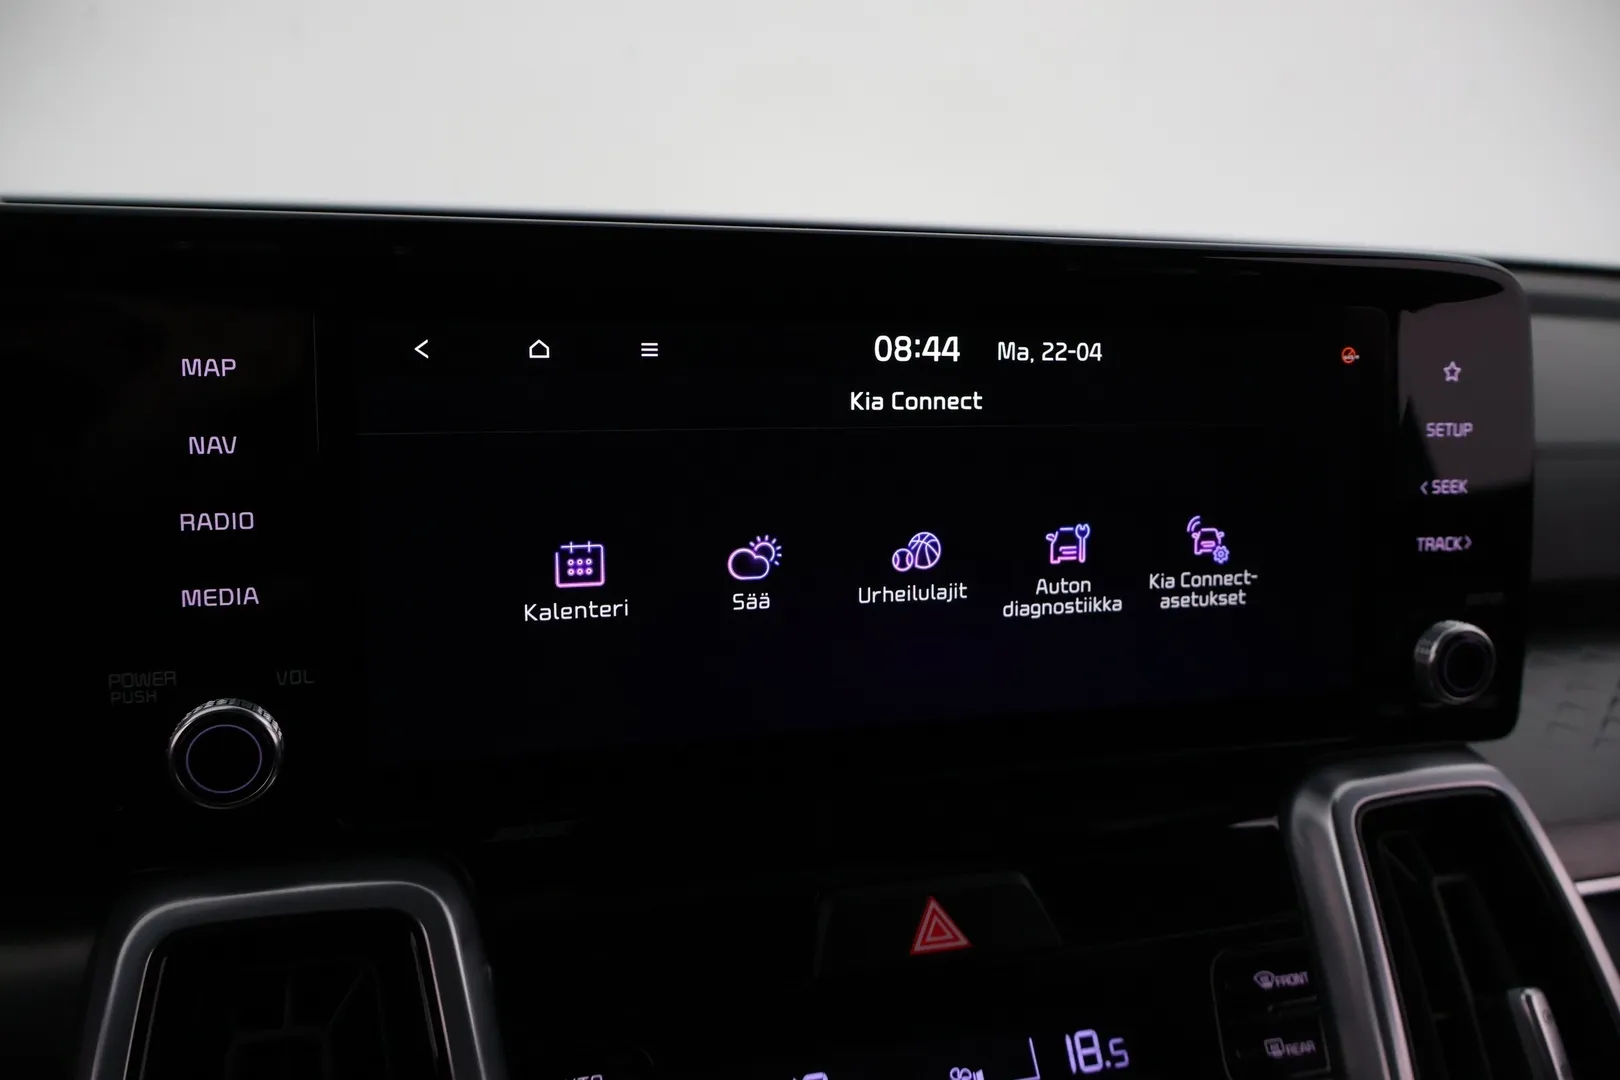 MAP
NAV
RADIO
MEDIA
POWER
PUSH
VOL
08:44 Ma, 22-04
Kia Connect
Kalenteri
Sää
Urheilulajit
Auton
diagnostiikka
Kia Connect-
asetukset
SETUP
< SEEK
TRACK >
FRONT
REAR
18.5